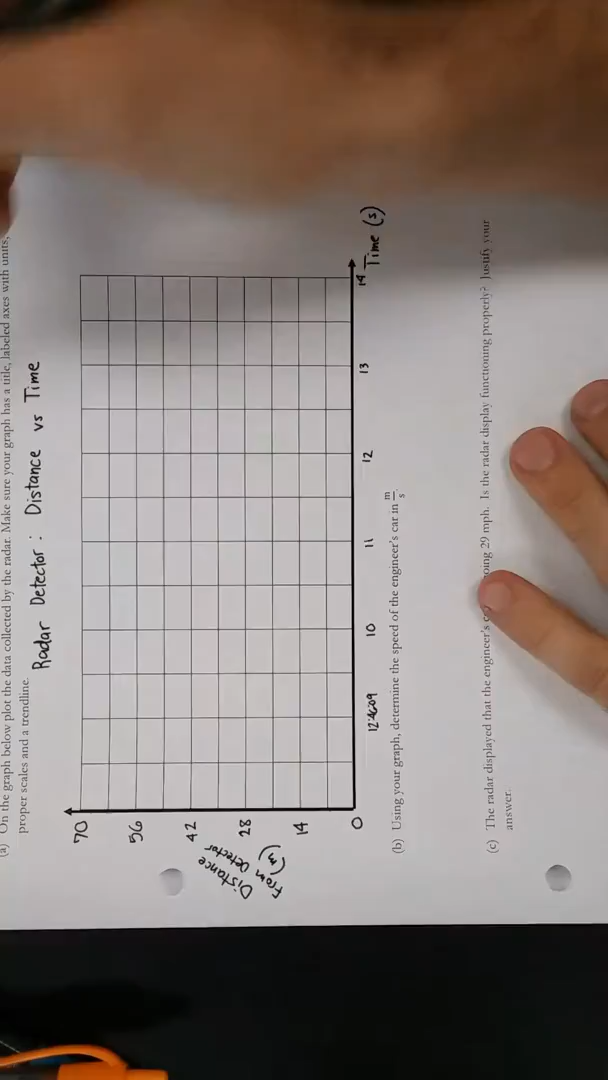 (a) On the graph below plot the data collected by the radar. Make sure your graph has a title, labeled axes with units,
proper scales and a trendline.
Radar Detector : Distance vs Time
70
56
42
28
14
0
Distance
From Detector
(m)
10
11
12
13
14
Time (s)
(b) Using your graph, determine the speed of the engineer's car in m/s.
(c) The radar displayed that the engineer's going 29 mph. Is the radar display functioning properly? Justify your
answer.